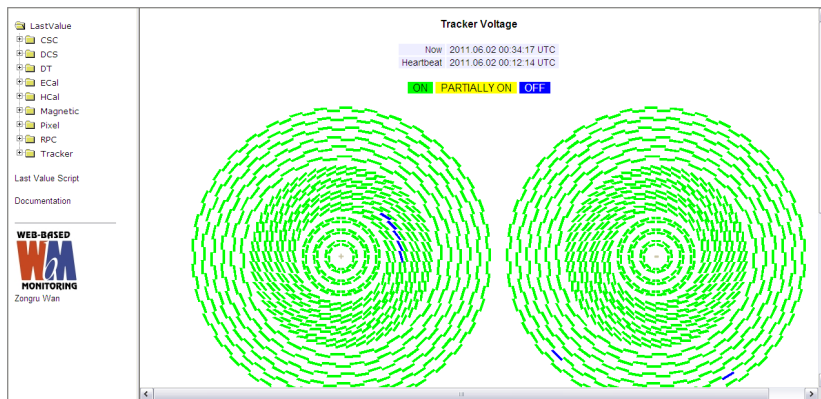 LastValue
CSC
DCS
DT
ECal
HCal
Magnetic
Pixel
RPC
Tracker
Last Value Script
Documentation
WEB-BASED
WbM
MONITORING
Zongru Wan
Tracker Voltage
Now 2011.06.02 00:34:17 UTC
Heartbeat 2011.06.02 00:12:14 UTC
ON PARTIALLY ON OFF